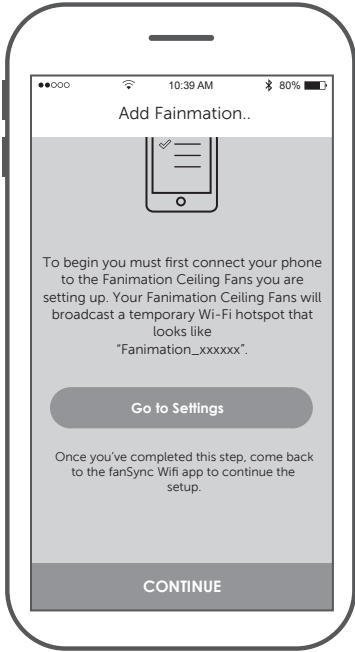 10:39 AM
80%
Add Fainmation..
To begin you must first connect your phone
to the Fanimation Ceiling Fans you are
setting up. Your Fanimation Ceiling Fans will
broadcast a temporary Wi-Fi hotspot that
looks like
“Fanimation_xxxxxx”.
Go to Settings
Once you’ve completed this step, come back
to the fanSync Wifi app to continue the
setup.
CONTINUE